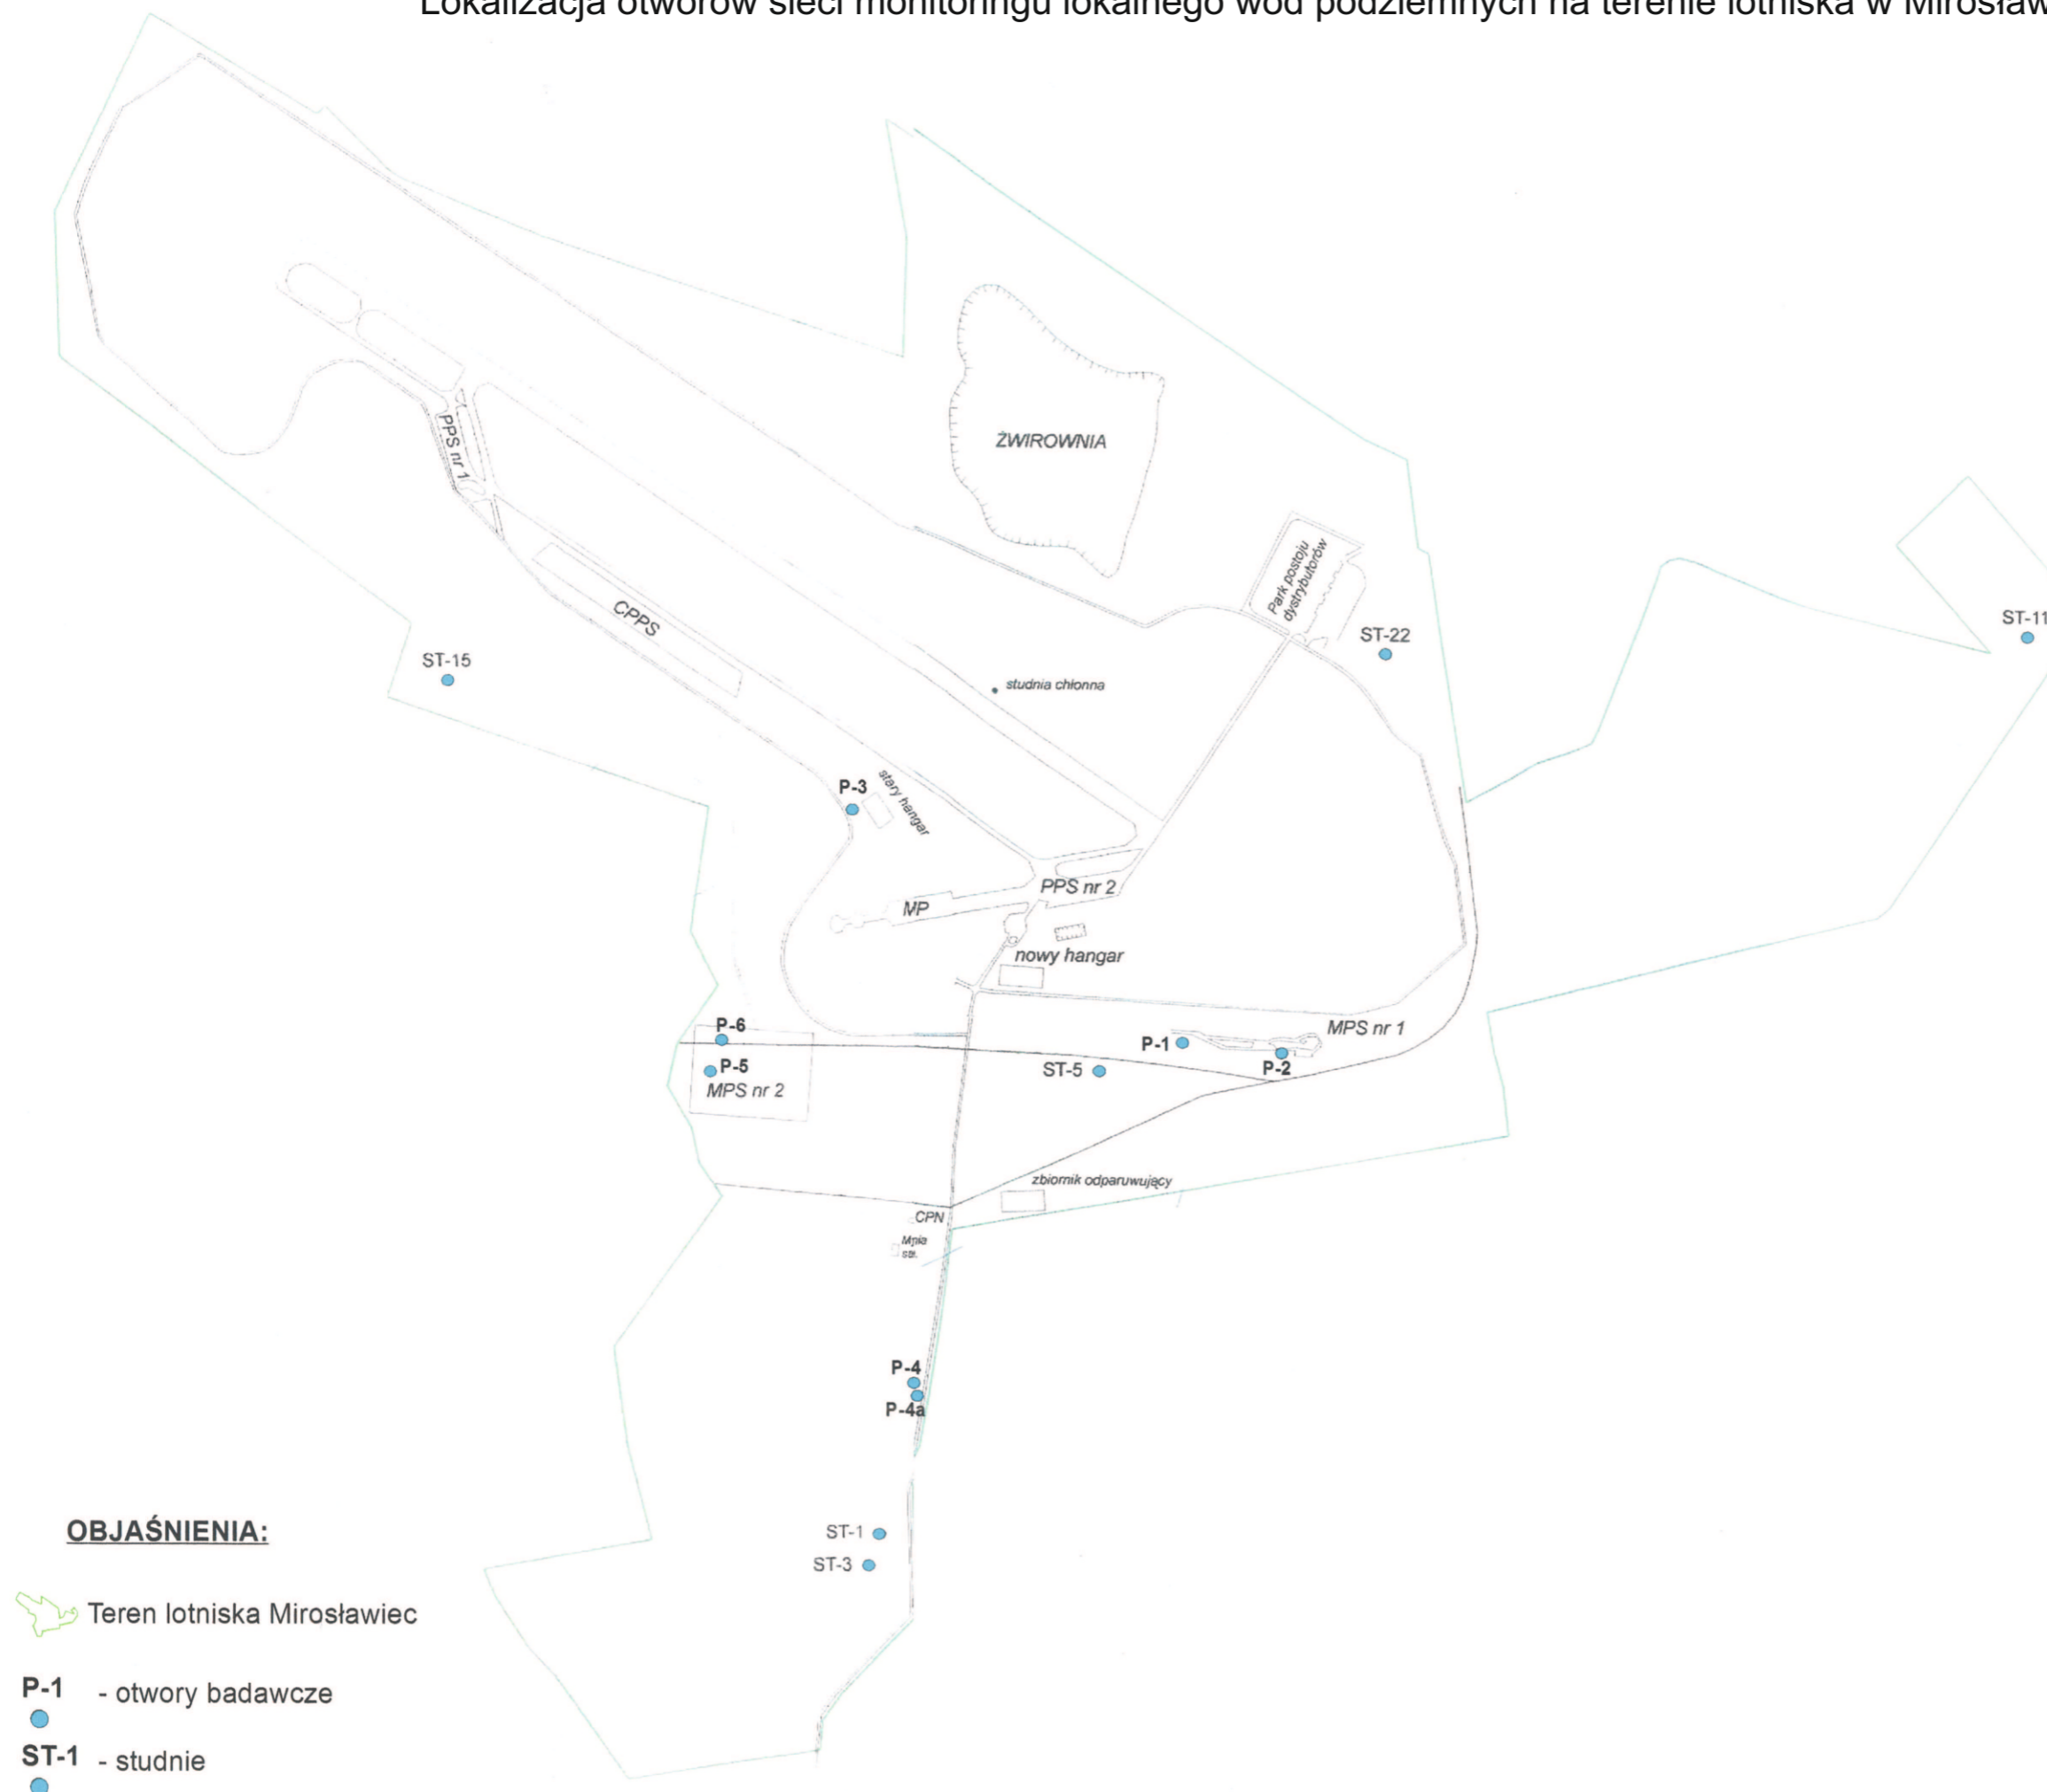 Lokalizacja otworów sieci monitoringu lokalnego wód podziemnych na terenie lotniska w Mirosław
ŻWIROWNIA
PPS nr 1
Park postoju
dystrybutorów
CPPS
ST-11
ST-22
ST-15
studnia chłonna
P-3
stary hangar
PPS nr 2
MP
nowy hangar
P-6
MPS nr 1
P-1
P-5
ST-5
P-2
MPS nr 2
zbiornik odparuwujący
CPN
P-4
P-4a
ST-1
ST-3
OBJAŚNIENIA:
Teren lotniska Mirosławiec
P-1 - otwory badawcze
ST-1 - studnie